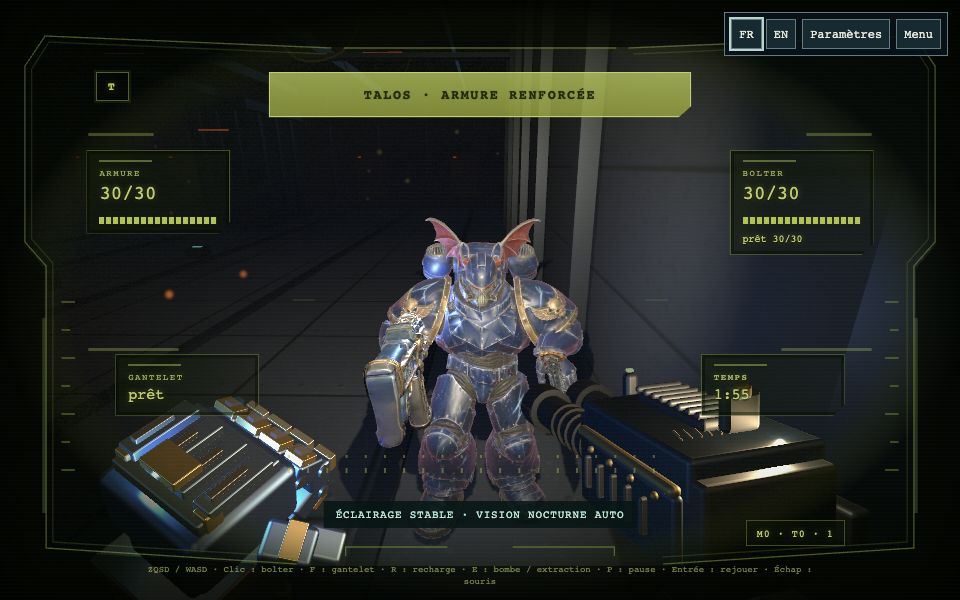 FR EN Paramètres Menu
T
TALOS · ARMURE RENFORCÉE
ARMURE
30/30
BOLTER
30/30
prêt 30/30
GANTELET
prêt
TEMPS
1:55
ÉCLAIRAGE STABLE · VISION NOCTURNE AUTO
M0 · T0 · 1
ZQSD / WASD · Clic : bolter · F : gantelet · R : recharge · E : bombe / extraction · P : pause · Entrée : rejouer · Échap :
souris